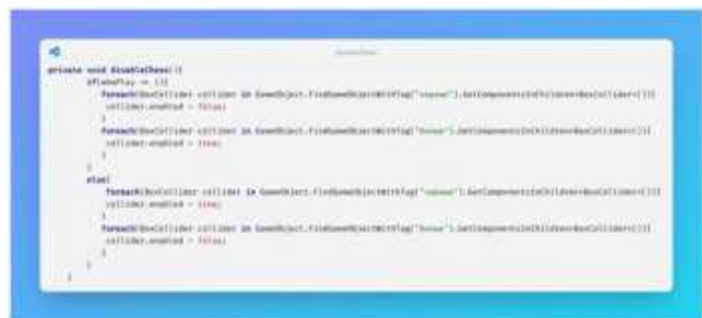 private void disableChess(){
if(whoPlay == 1){
foreach(BoxCollider collider in GameObject.FindGameObjectWithTag("").GetComponentsInChildren<BoxCollider>()){
collider.enabled = false;
}
foreach(BoxCollider collider in GameObject.FindGameObjectWithTag("").GetComponentsInChildren<BoxCollider>()){
collider.enabled = true;
}
}
else{
foreach(BoxCollider collider in GameObject.FindGameObjectWithTag("").GetComponentsInChildren<BoxCollider>()){
collider.enabled = true;
}
foreach(BoxCollider collider in GameObject.FindGameObjectWithTag("").GetComponentsInChildren<BoxCollider>()){
collider.enabled = false;
}
}
}